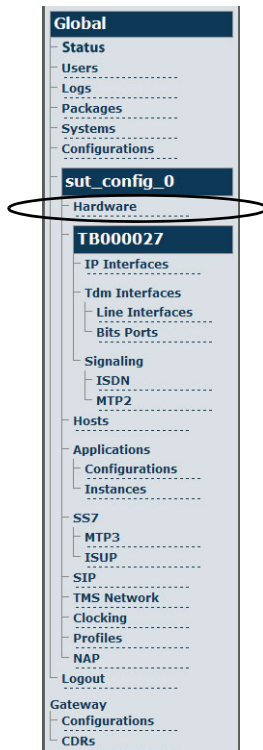 Global
Status
Users
Logs
Packages
Systems
Configurations
sut_config_0
Hardware
TB000027
IP Interfaces
Tdm Interfaces
Line Interfaces
Bits Ports
Signaling
ISDN
MTP2
Hosts
Applications
Configurations
Instances
SS7
MTP3
ISUP
SIP
TMS Network
Clocking
Profiles
NAP
Logout
Gateway
Configurations
CDRs